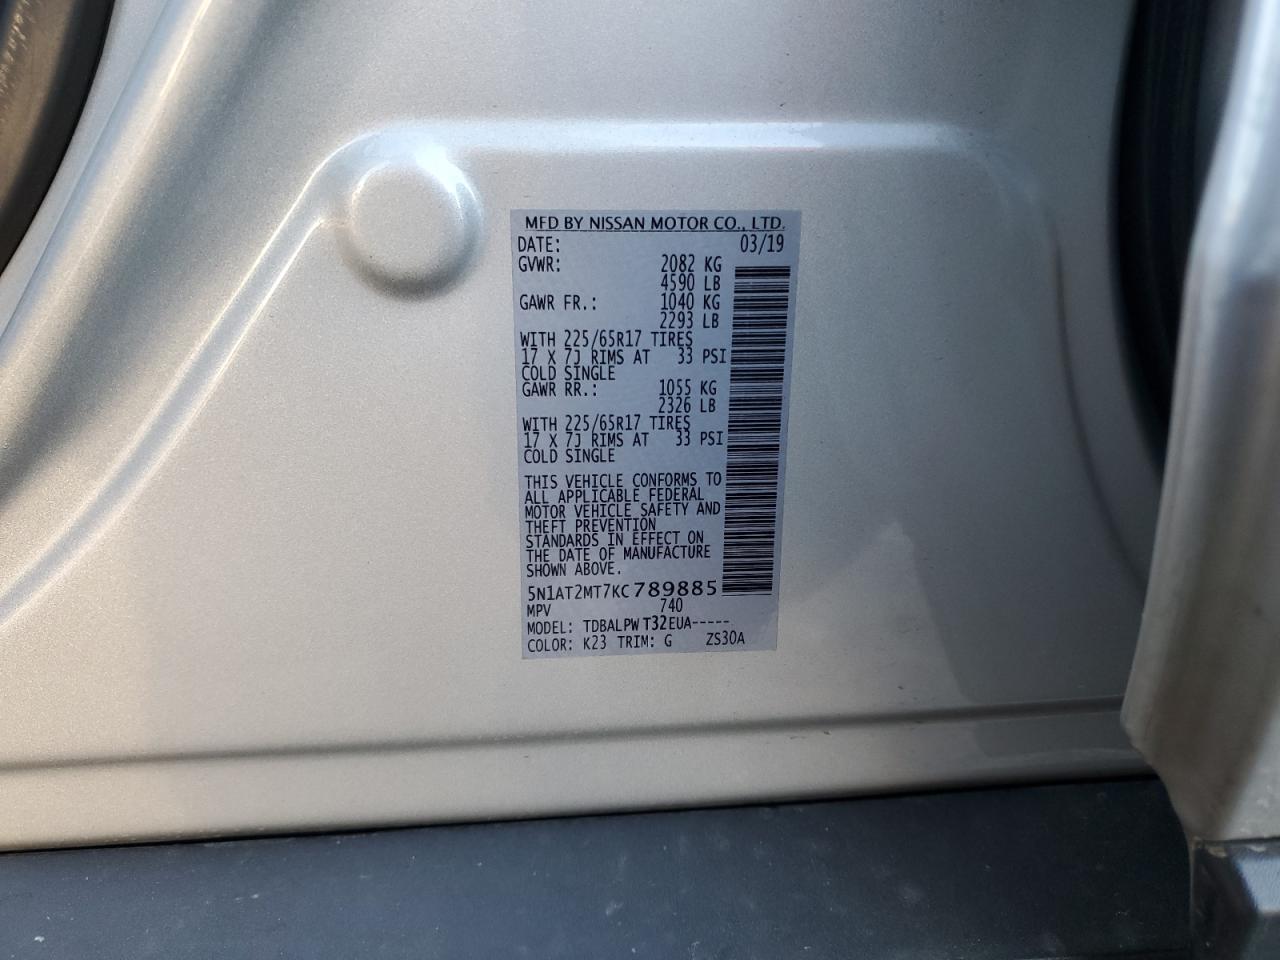 MFD BY NISSAN MOTOR CO., LTD.
DATE: 03/19
GVWR: 2082 KG
4590 LB
GAWR FR.: 1040 KG
2293 LB
WITH 225/65R17 TIRES
17 X 7J RIMS AT 33 PSI
COLD SINGLE
GAWR RR.: 1055 KG
2326 LB
WITH 225/65R17 TIRES
17 X 7J RIMS AT 33 PSI
COLD SINGLE
THIS VEHICLE CONFORMS TO
ALL APPLICABLE FEDERAL
MOTOR VEHICLE SAFETY AND
THEFT PREVENTION
STANDARDS IN EFFECT ON
THE DATE OF MANUFACTURE
SHOWN ABOVE.
5N1AT2MT7KC789885
MPV 740
MODEL: TDBALPW T32EUA-----
COLOR: K23 TRIM: G ZS30A